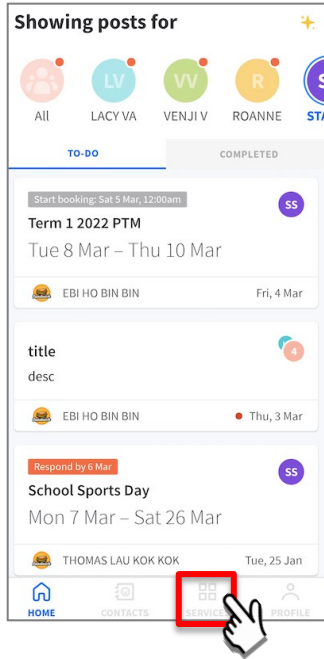 Showing posts for
LV VV R S
All LACY VA VENJI V ROANNE STA
TO-DO COMPLETED
Start booking: Sat 5 Mar, 12:00am
SS
Term 1 2022 PTM
Tue 8 Mar – Thu 10 Mar
EBI HO BIN BIN Fri, 4 Mar
title
4
desc
EBI HO BIN BIN Thu, 3 Mar
Respond by 6 Mar
SS
School Sports Day
Mon 7 Mar – Sat 26 Mar
THOMAS LAU KOK KOK Tue, 25 Jan
HOME CONTACTS SERVICE PROFILE